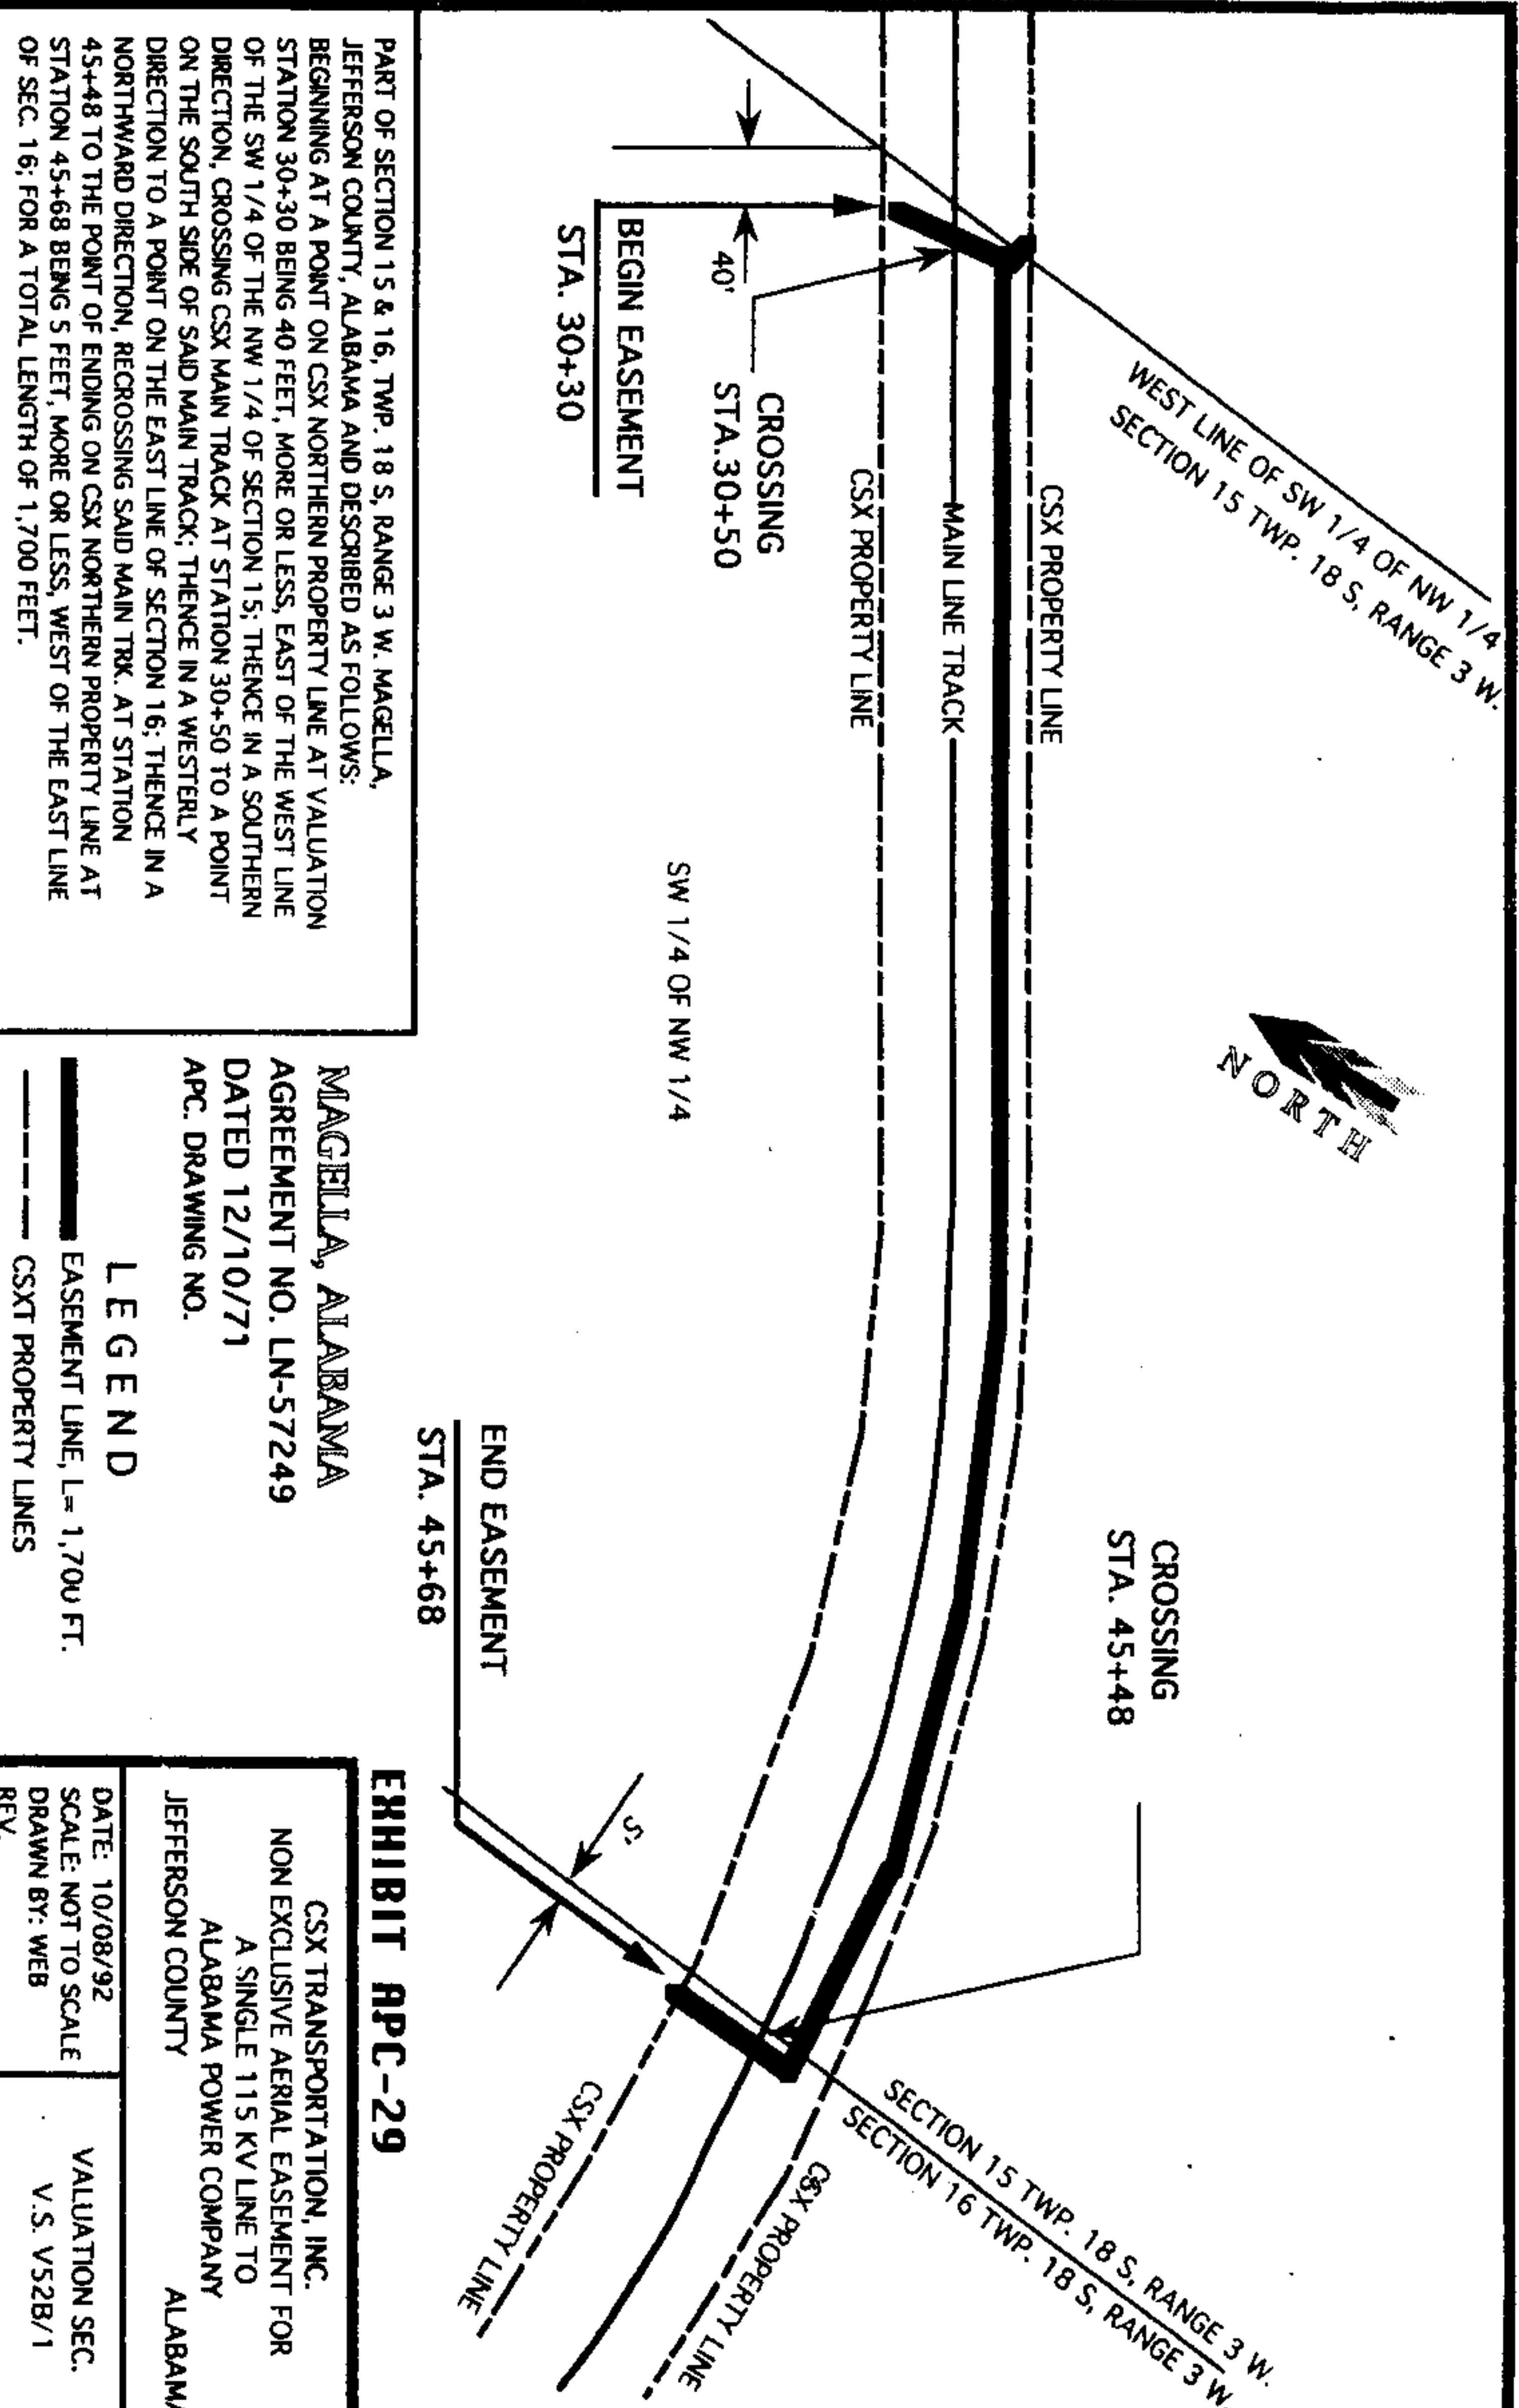 WEST LINE OF SW 1/4 OF NW 1/4
SECTION 15 TWP. 18 S, RANGE 3 W.
NORTH
CSX PROPERTY LINE
MAIN LINE TRACK
CSX PROPERTY LINE
CROSSING
STA.30+50
40'
BEGIN EASEMENT
STA. 30+30
SW 1/4 OF NW 1/4
CROSSING
STA. 45+48
SECTION 15 TWP. 18 S, RANGE 3 W.
SECTION 16 TWP. 18 S, RANGE 3 W
CSX PROPERTY LINE
CSX PROPERTY LINE
5'
END EASEMENT
STA. 45+68
PART OF SECTION 15 & 16, TWP. 18 S, RANGE 3 W. MAGELLA,
JEFFERSON COUNTY, ALABAMA AND DESCRIBED AS FOLLOWS:
BEGINNING AT A POINT ON CSX NORTHERN PROPERTY LINE AT VALUATION
STATION 30+30 BEING 40 FEET, MORE OR LESS, EAST OF THE WEST LINE
OF THE SW 1/4 OF THE NW 1/4 OF SECTION 15; THENCE IN A SOUTHERN
DIRECTION, CROSSING CSX MAIN TRACK AT STATION 30+50 TO A POINT
ON THE SOUTH SIDE OF SAID MAIN TRACK; THENCE IN A WESTERLY
DIRECTION TO A POINT ON THE EAST LINE OF SECTION 16; THENCE IN A
NORTHWARD DIRECTION, RECROSSING SAID MAIN TRK. AT STATION
45+48 TO THE POINT OF ENDING ON CSX NORTHERN PROPERTY LINE AT
STATION 45+68 BEING 5 FEET, MORE OR LESS, WEST OF THE EAST LINE
OF SEC. 16; FOR A TOTAL LENGTH OF 1,700 FEET.
MAGELLA, ALABAMA
AGREEMENT NO. LN-57249
DATED 12/10/71
APC. DRAWING NO.
LEGEND
EASEMENT LINE, L= 1,700 FT.
CSXT PROPERTY LINES
EXHIBIT APC-29
CSX TRANSPORTATION, INC.
NON EXCLUSIVE AERIAL EASEMENT FOR
A SINGLE 115 KV LINE TO
ALABAMA POWER COMPANY
JEFFERSON COUNTY ALABAMA
DATE: 10/08/92
SCALE: NOT TO SCALE
DRAWN BY: WEB
REV.
VALUATION SEC.
V.S. V52B/1